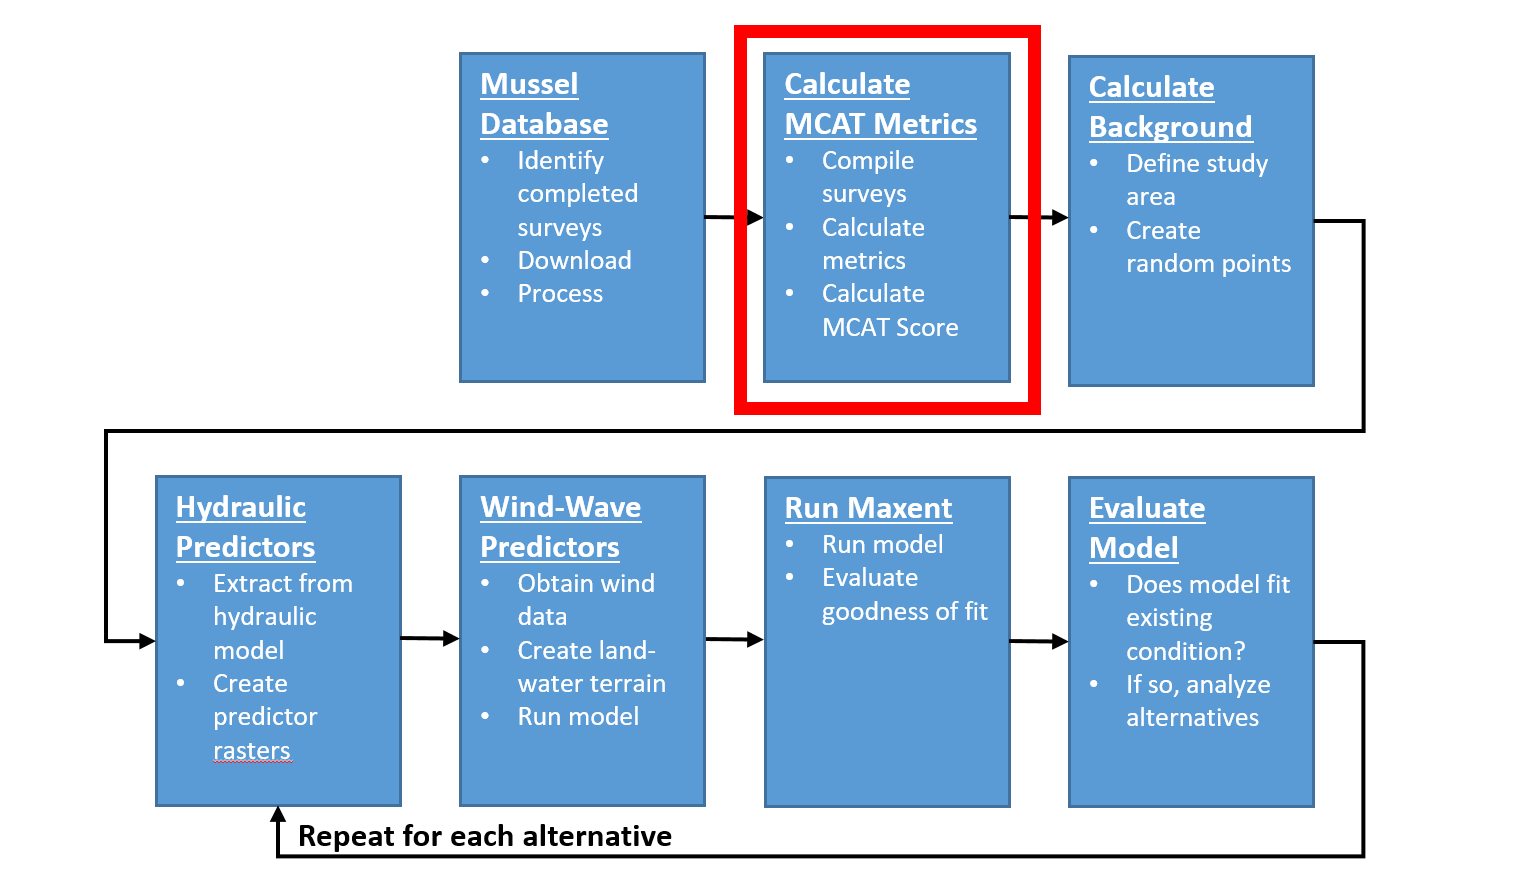 Mussel
Database
• Identify
completed
surveys
• Download
• Process
Calculate
MCAT Metrics
• Compile
surveys
• Calculate
metrics
• Calculate
MCAT Score
Calculate
Background
• Define study
area
• Create
random points
Hydraulic
Predictors
• Extract from
hydraulic
model
• Create
predictor
rasters
Wind-Wave
Predictors
• Obtain wind
data
• Create land-
water terrain
• Run model
Run Maxent
• Run model
• Evaluate
goodness of fit
Evaluate
Model
• Does model fit
existing
condition?
• If so, analyze
alternatives
Repeat for each alternative